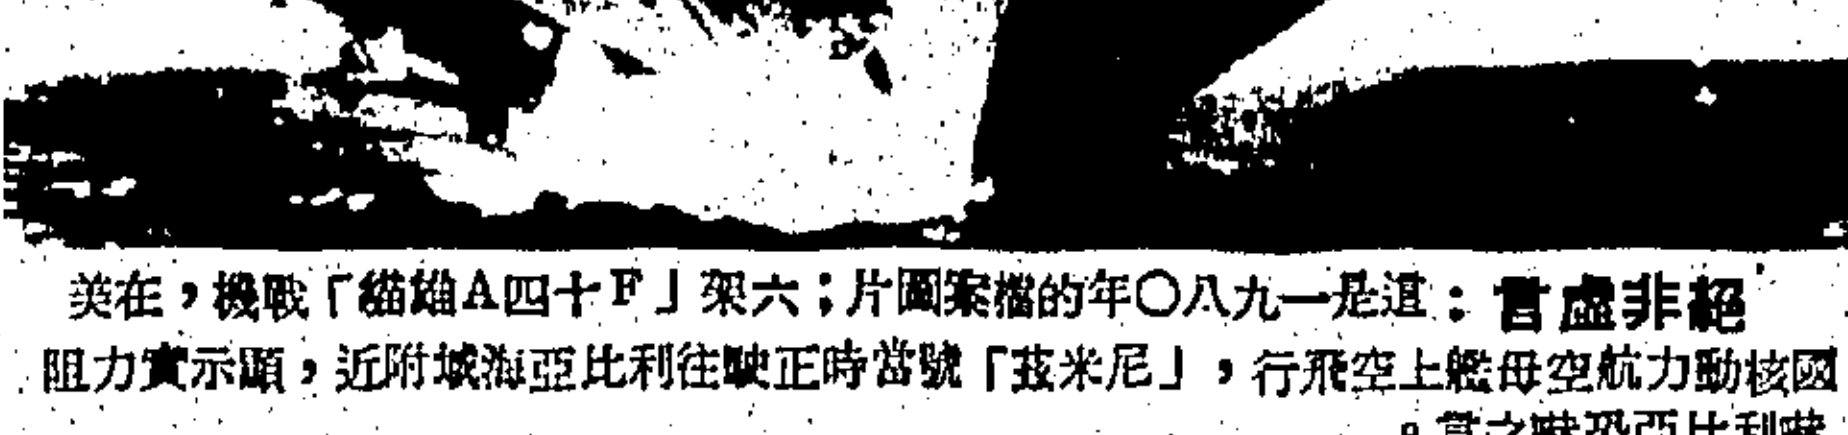 絕非虛言：這是一九八〇年的檔案圖片；六架「F十四A雄貓」戰機，在美
國核動力航空母艦上空飛行，「尼米茲」號當時正駛往利比亞海域附近，顯示實力阻
嚇利比亞恐嚇之